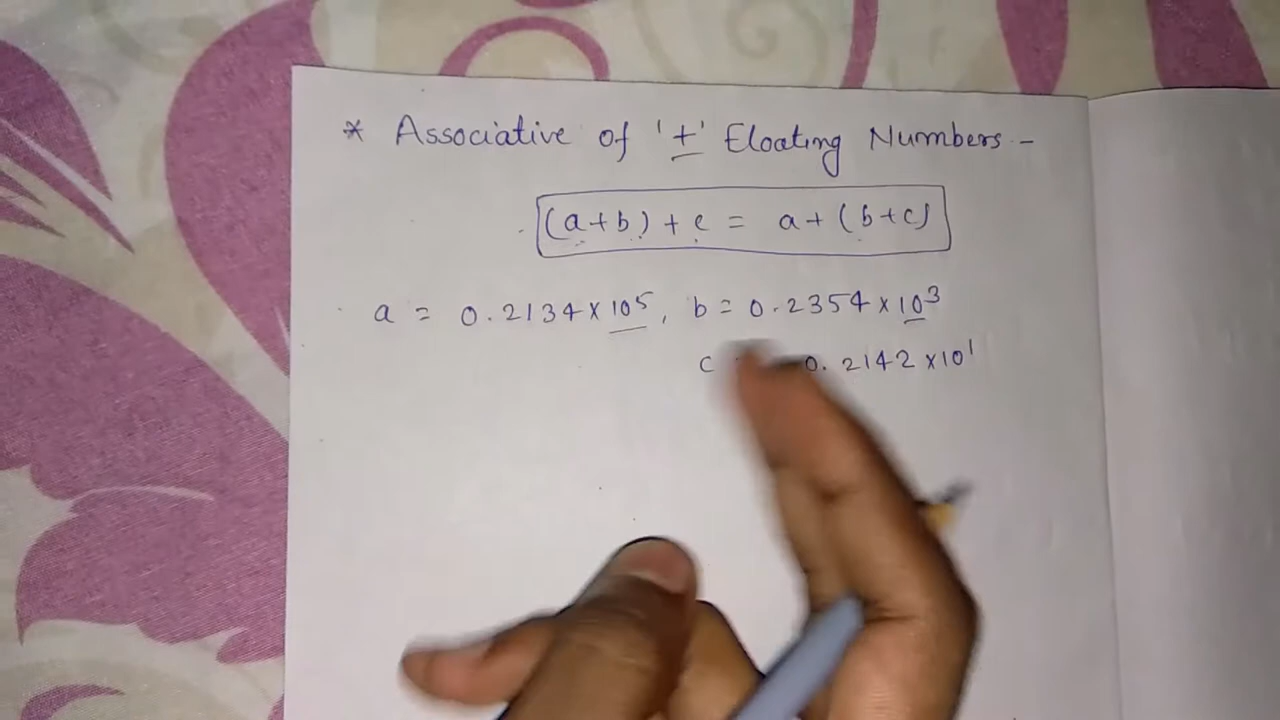 * Associative of '+' Floating Numbers -
(a+b)+c = a+(b+c)
a = 0.2134×10⁵, b = 0.2354×10³
c 0.2142×10¹